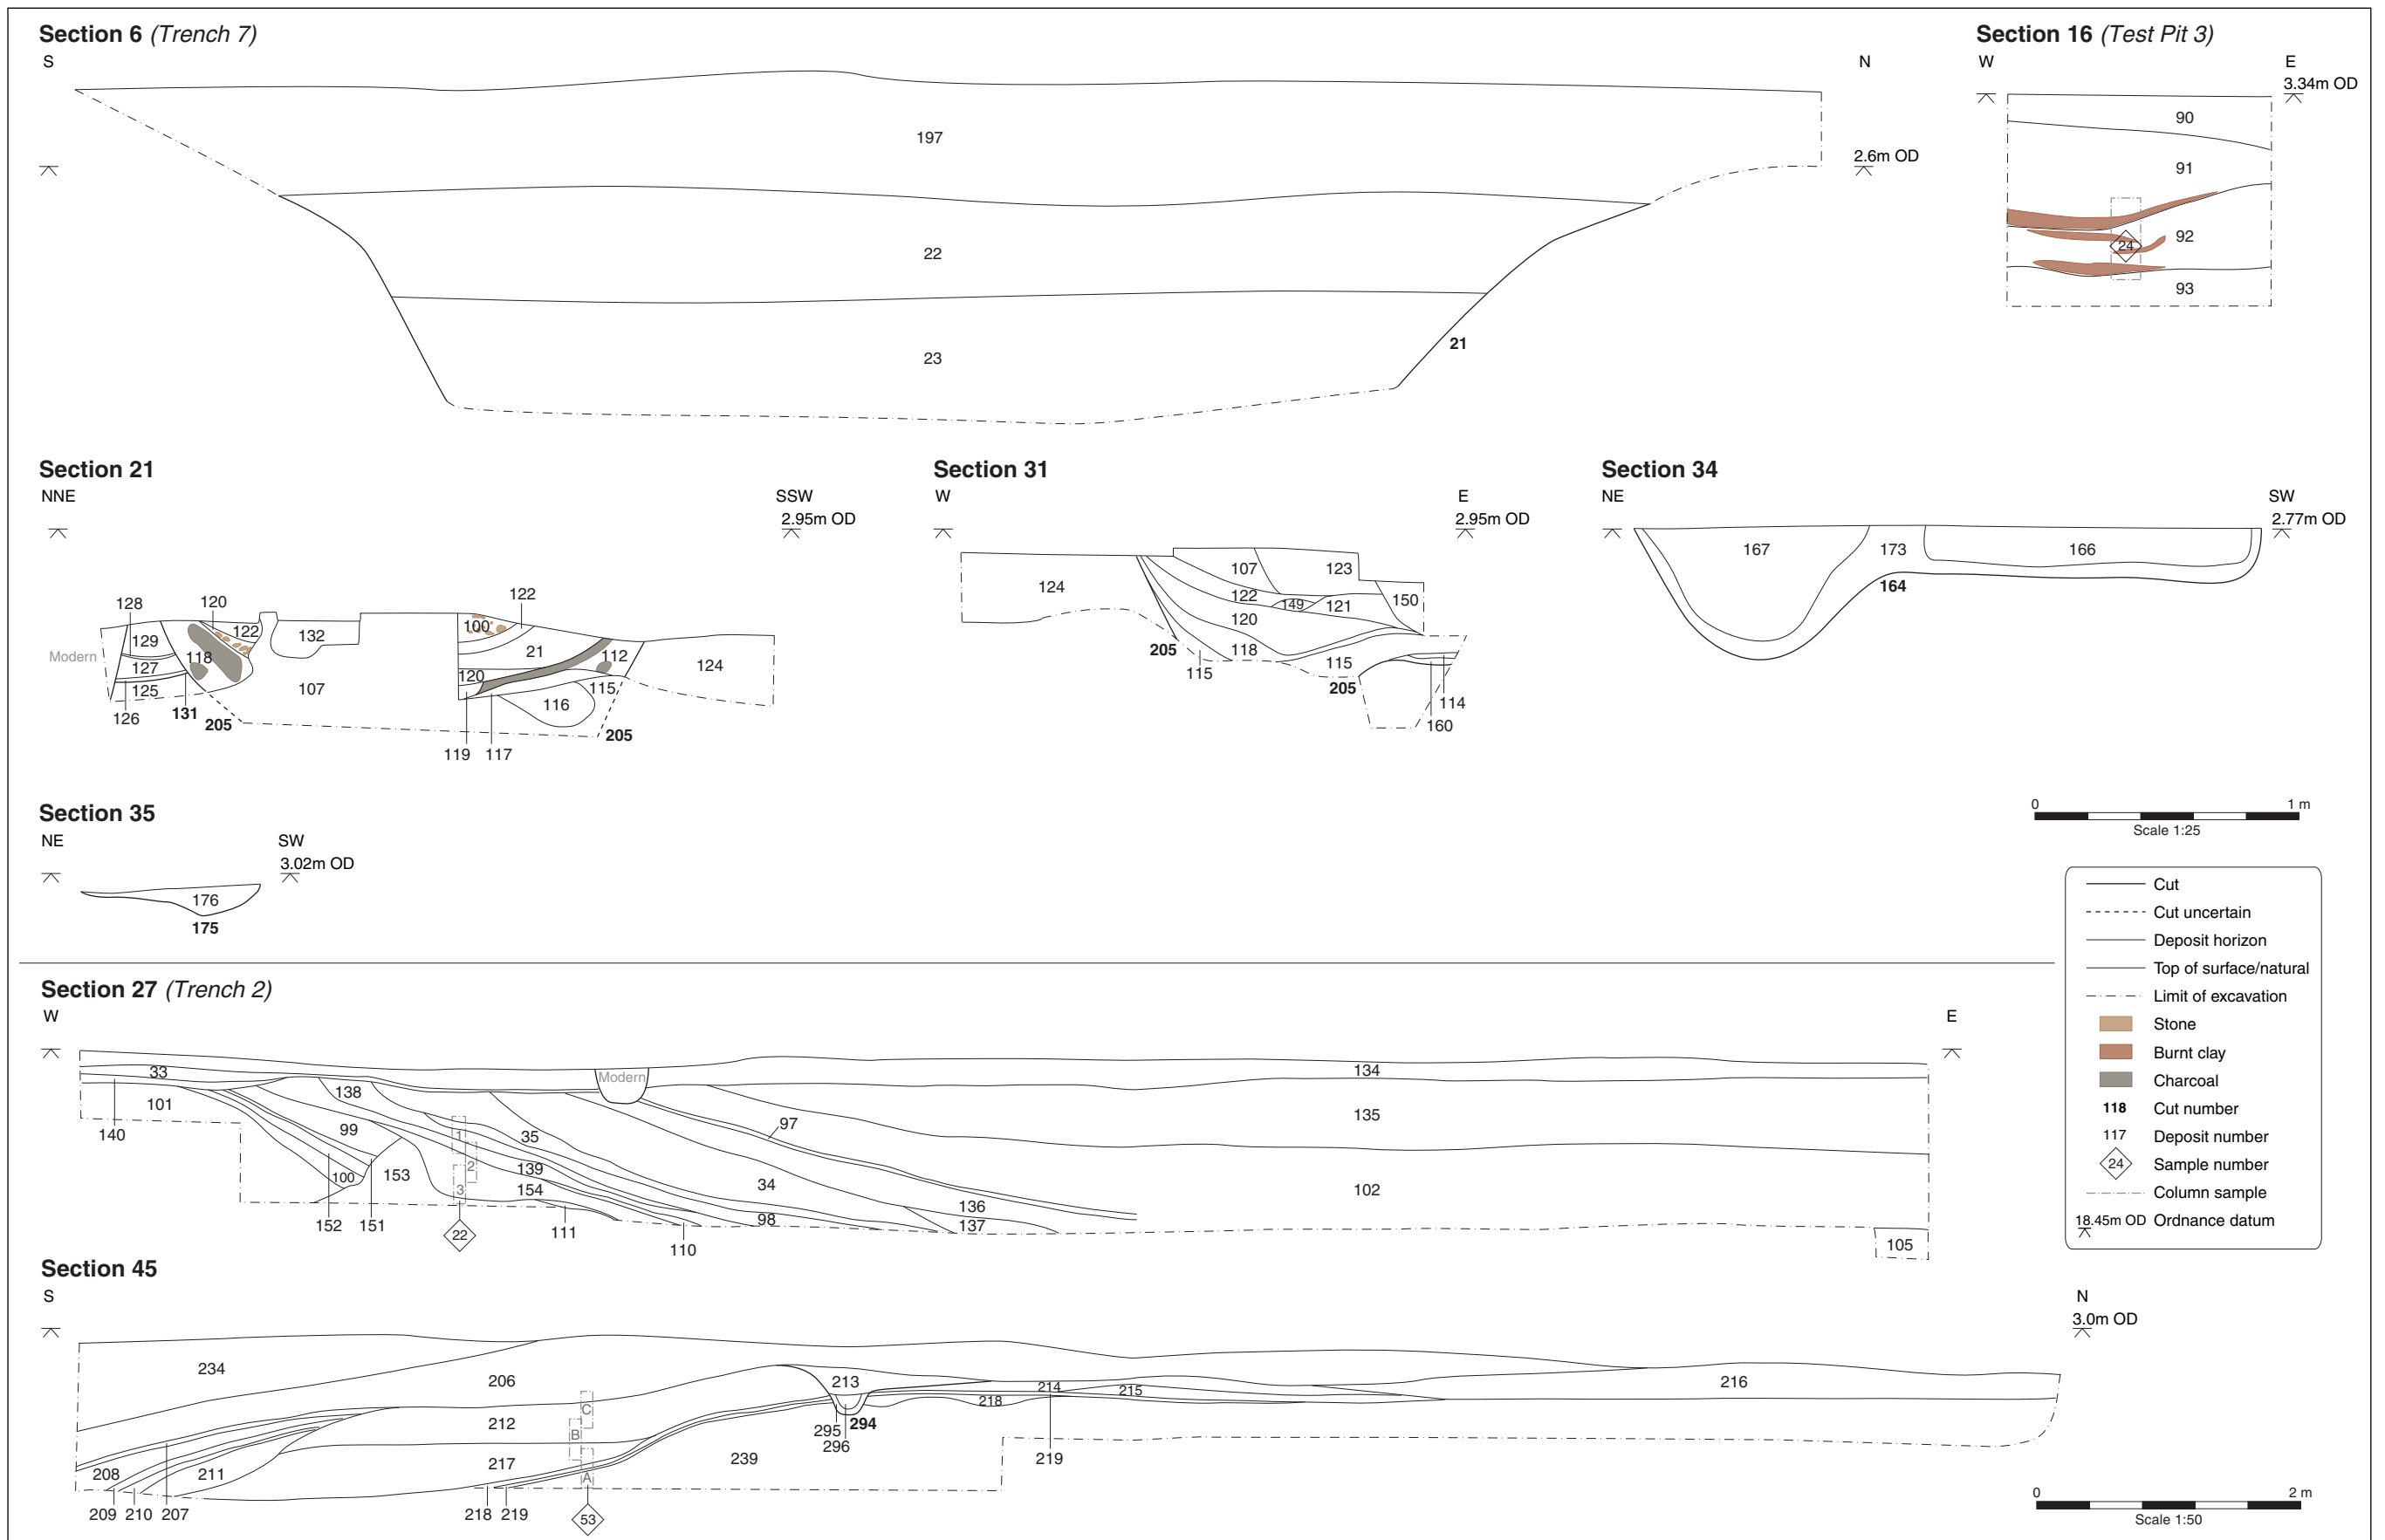 Section 6 (Trench 7)
S
N
2.6m OD
197
22
23
21
Section 16 (Test Pit 3)
W
E
3.34m OD
90
91
92
24
93
Section 21
NNE
SSW
2.95m OD
Modern
128
129
127
125
126
131
205
120
118
122
132
107
100
122
21
120
112
115
116
119
117
205
124
Section 31
W
E
2.95m OD
124
107
123
122
149
121
150
120
118
115
205
115
205
114
160
Section 34
NE
SW
2.77m OD
167
173
166
164
Section 35
NE
SW
3.02m OD
176
175
0
1 m
Scale 1:25
Cut
Cut uncertain
Deposit horizon
Top of surface/natural
Limit of excavation
Stone
Burnt clay
Charcoal
118 Cut number
117 Deposit number
24 Sample number
Column sample
18.45m OD Ordnance datum
Section 27 (Trench 2)
W
E
33
101
140
138
99
100
152
151
153
1
2
3
22
35
139
154
111
110
Modern
97
34
98
136
137
134
135
102
105
Section 45
S
N
3.0m OD
234
206
208
209
210
207
211
212
217
218
219
C
B
A
53
239
213
295
296
294
214
215
218
219
216
0
2 m
Scale 1:50